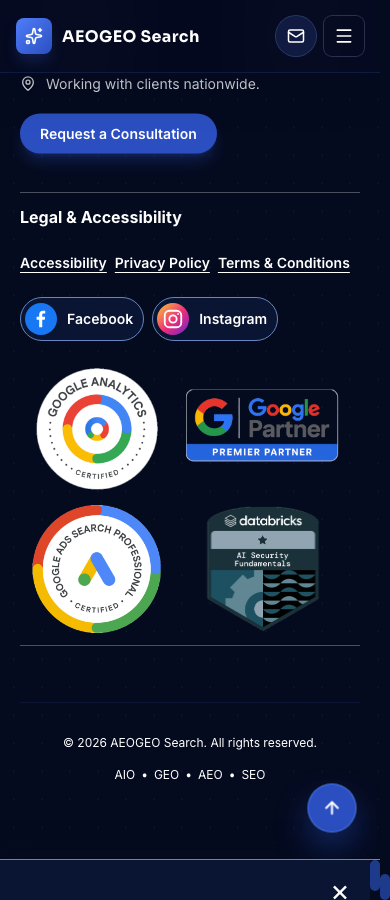 AEOGEO Search
Working with clients nationwide.
Request a Consultation
Legal & Accessibility
Accessibility Privacy Policy Terms & Conditions
Facebook Instagram
GOOGLE ANALYTICS
CERTIFIED
G Google
Partner
PREMIER PARTNER
GOOGLE ADS SEARCH PROFESSIONAL
CERTIFIED
databricks
AI Security
Fundamentals
© 2026 AEOGEO Search. All rights reserved.
AIO • GEO • AEO • SEO